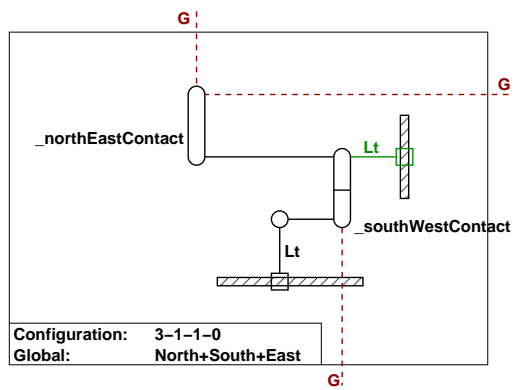 G
G
_northEastContact
Lt
_southWestContact
Lt
Configuration: 3−1−1−0
Global: North+South+East
G